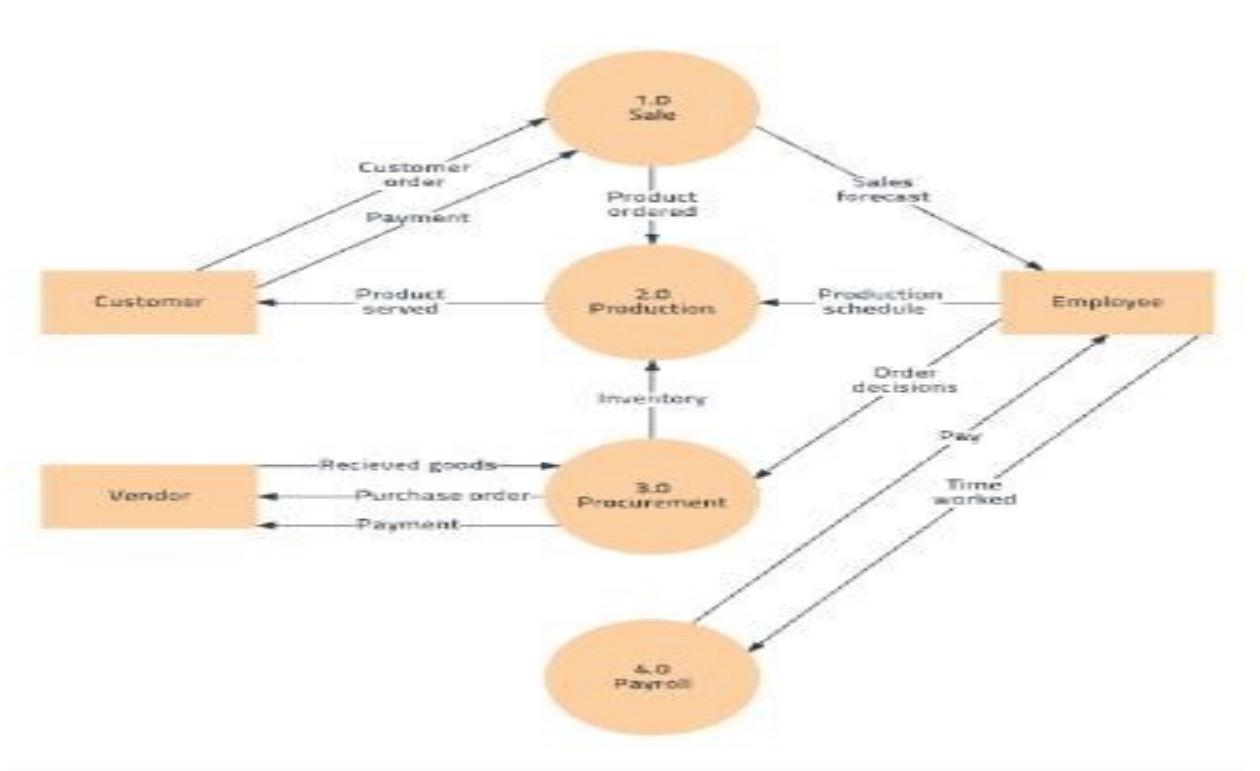 1.0
Sale
Customer
order
Sales
forecast
Product
ordered
Payment
Customer
Product
served
2.0
Production
Production
schedule
Employee
Order
decisions
Inventory
Pay
Recieved goods
Vendor
Purchase order
3.0
Procurement
Time
worked
Payment
4.0
Payroll